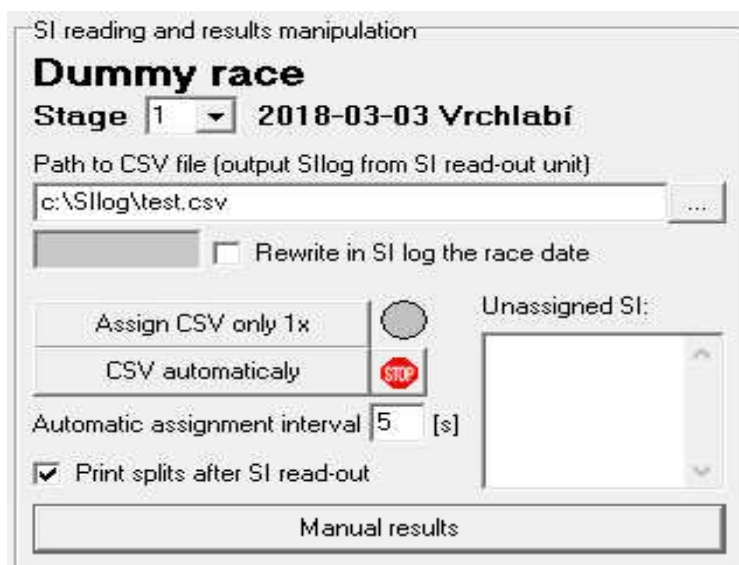 SI reading and results manipulation
Dummy race
Stage 1 2018-03-03 Vrchlabí
Path to CSV file (output SIlog from SI read-out unit)
c:\SIlog\test.csv ...
Rewrite in SI log the race date
Assign CSV only 1x
Unassigned SI:
CSV automaticaly STOP
Automatic assignment interval 5 [s]
Print splits after SI read-out
Manual results